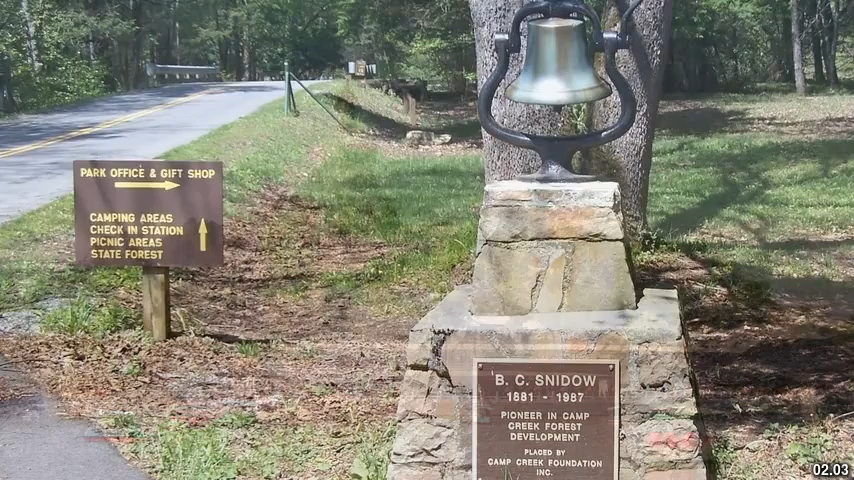 PARK OFFICE & GIFT SHOP
CAMPING AREAS
CHECK IN STATION
PICNIC AREAS
STATE FOREST
B. C. SNIDOW
1881 - 1987
PIONEER IN CAMP
CREEK FOREST
DEVELOPMENT
PLACED BY
CAMP CREEK FOUNDATION
INC.
02.03